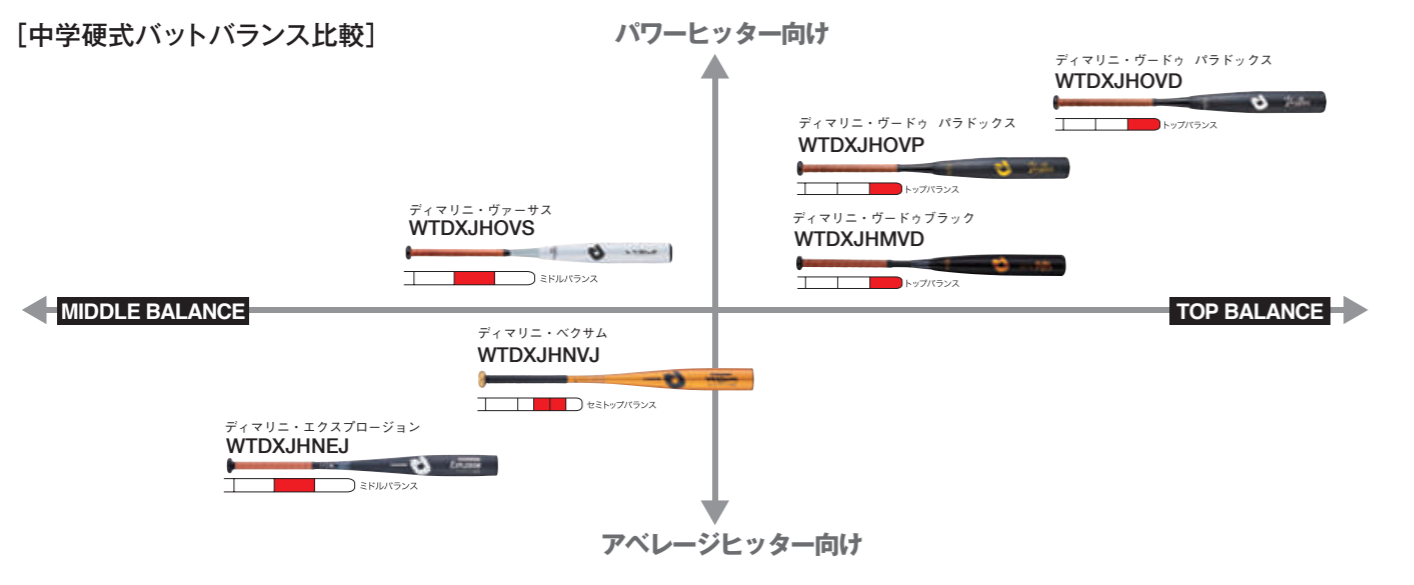 [中学硬式バットバランス比較]
パワーヒッター向け
ディマリニ・ヴードゥ パラドックス
WTDXJHOVD
トップバランス
ディマリニ・ヴードゥ パラドックス
WTDXJHOVP
トップバランス
ディマリニ・ヴァーサス
WTDXJHOVS
ミドルバランス
ディマリニ・ヴードゥブラック
WTDXJHMVD
トップバランス
MIDDLE BALANCE
TOP BALANCE
ディマリニ・ベクサム
WTDXJHNVJ
セミトップバランス
ディマリニ・エクスプロージョン
WTDXJHNEJ
ミドルバランス
アベレージヒッター向け